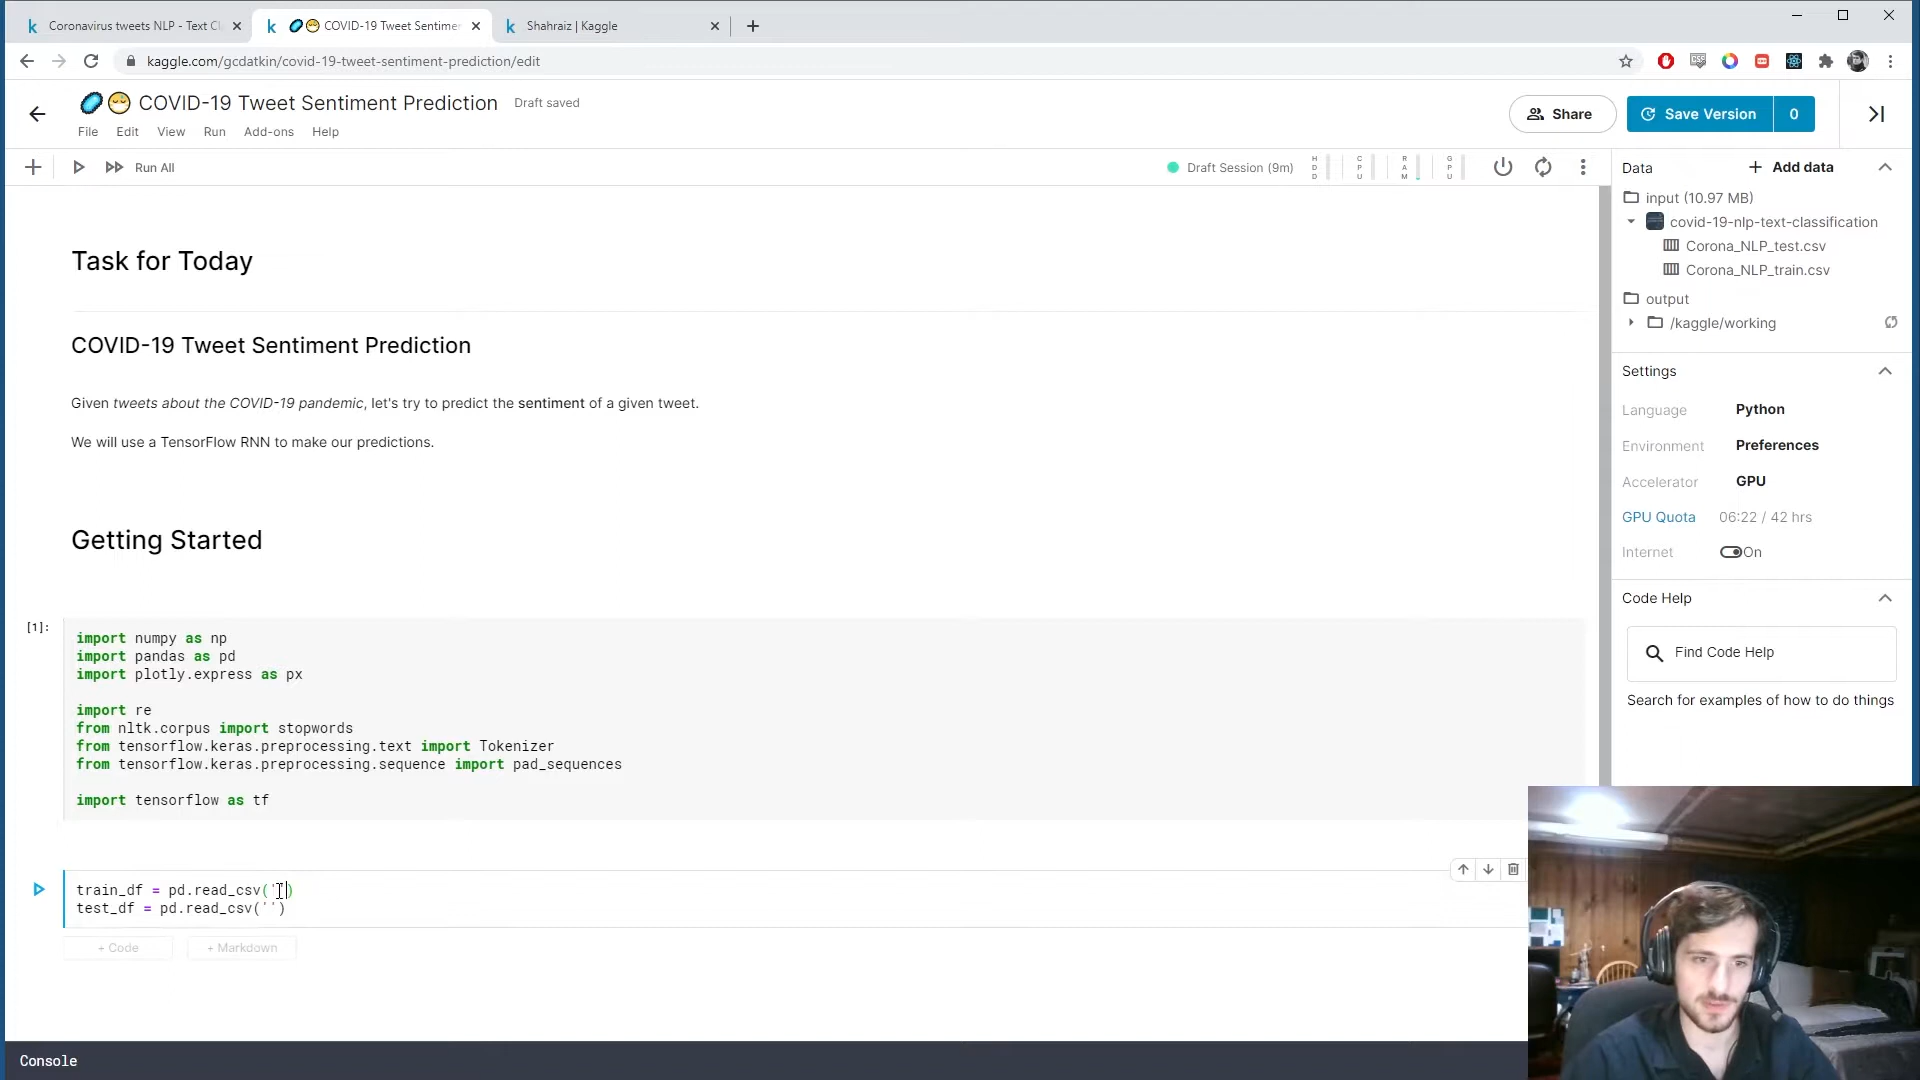 Coronavirus tweets NLP - Text Cl
COVID-19 Tweet Sentimer
Shahraiz | Kaggle
kaggle.com/gcdatkin/covid-19-tweet-sentiment-prediction/edit
COVID-19 Tweet Sentiment Prediction
Draft saved
Share
Save Version
0
File
Edit
View
Run
Add-ons
Help
Run All
Draft Session (9m)
HDD
CPU
RAM
GPU
Task for Today
COVID-19 Tweet Sentiment Prediction
Given tweets about the COVID-19 pandemic, let's try to predict the sentiment of a given tweet.
We will use a TensorFlow RNN to make our predictions.
Getting Started
[1]:
import numpy as np
import pandas as pd
import plotly.express as px
import re
from nltk.corpus import stopwords
from tensorflow.keras.preprocessing.text import Tokenizer
from tensorflow.keras.preprocessing.sequence import pad_sequences
import tensorflow as tf
train_df = pd.read_csv('')
test_df = pd.read_csv('')
+ Code
+ Markdown
Console
Data
Add data
input (10.97 MB)
covid-19-nlp-text-classification
Corona_NLP_test.csv
Corona_NLP_train.csv
output
/kaggle/working
Settings
Language
Python
Environment
Preferences
Accelerator
GPU
GPU Quota
06:22 / 42 hrs
Internet
On
Code Help
Find Code Help
Search for examples of how to do things